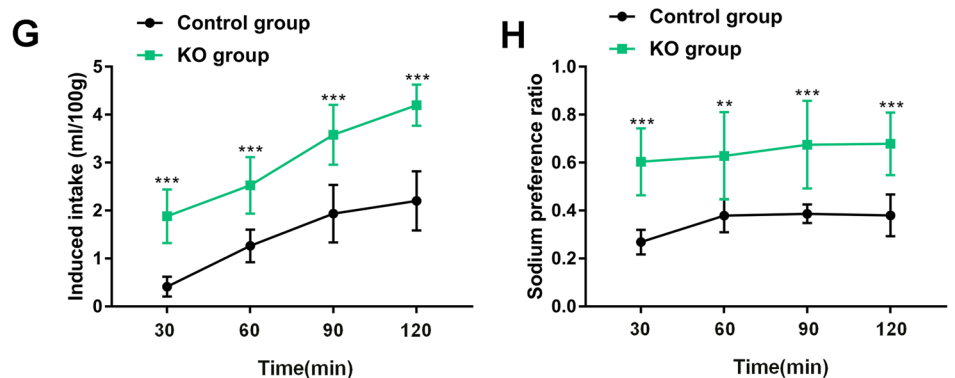 G
Control group
KO group
Induced intake (ml/100g)
5
4
3
2
1
0
***
***
***
***
30 60 90 120
Time(min)
H
Control group
KO group
Sodium preference ratio
1.0
0.8
0.6
0.4
0.2
0.0
***
**
***
***
30 60 90 120
Time(min)